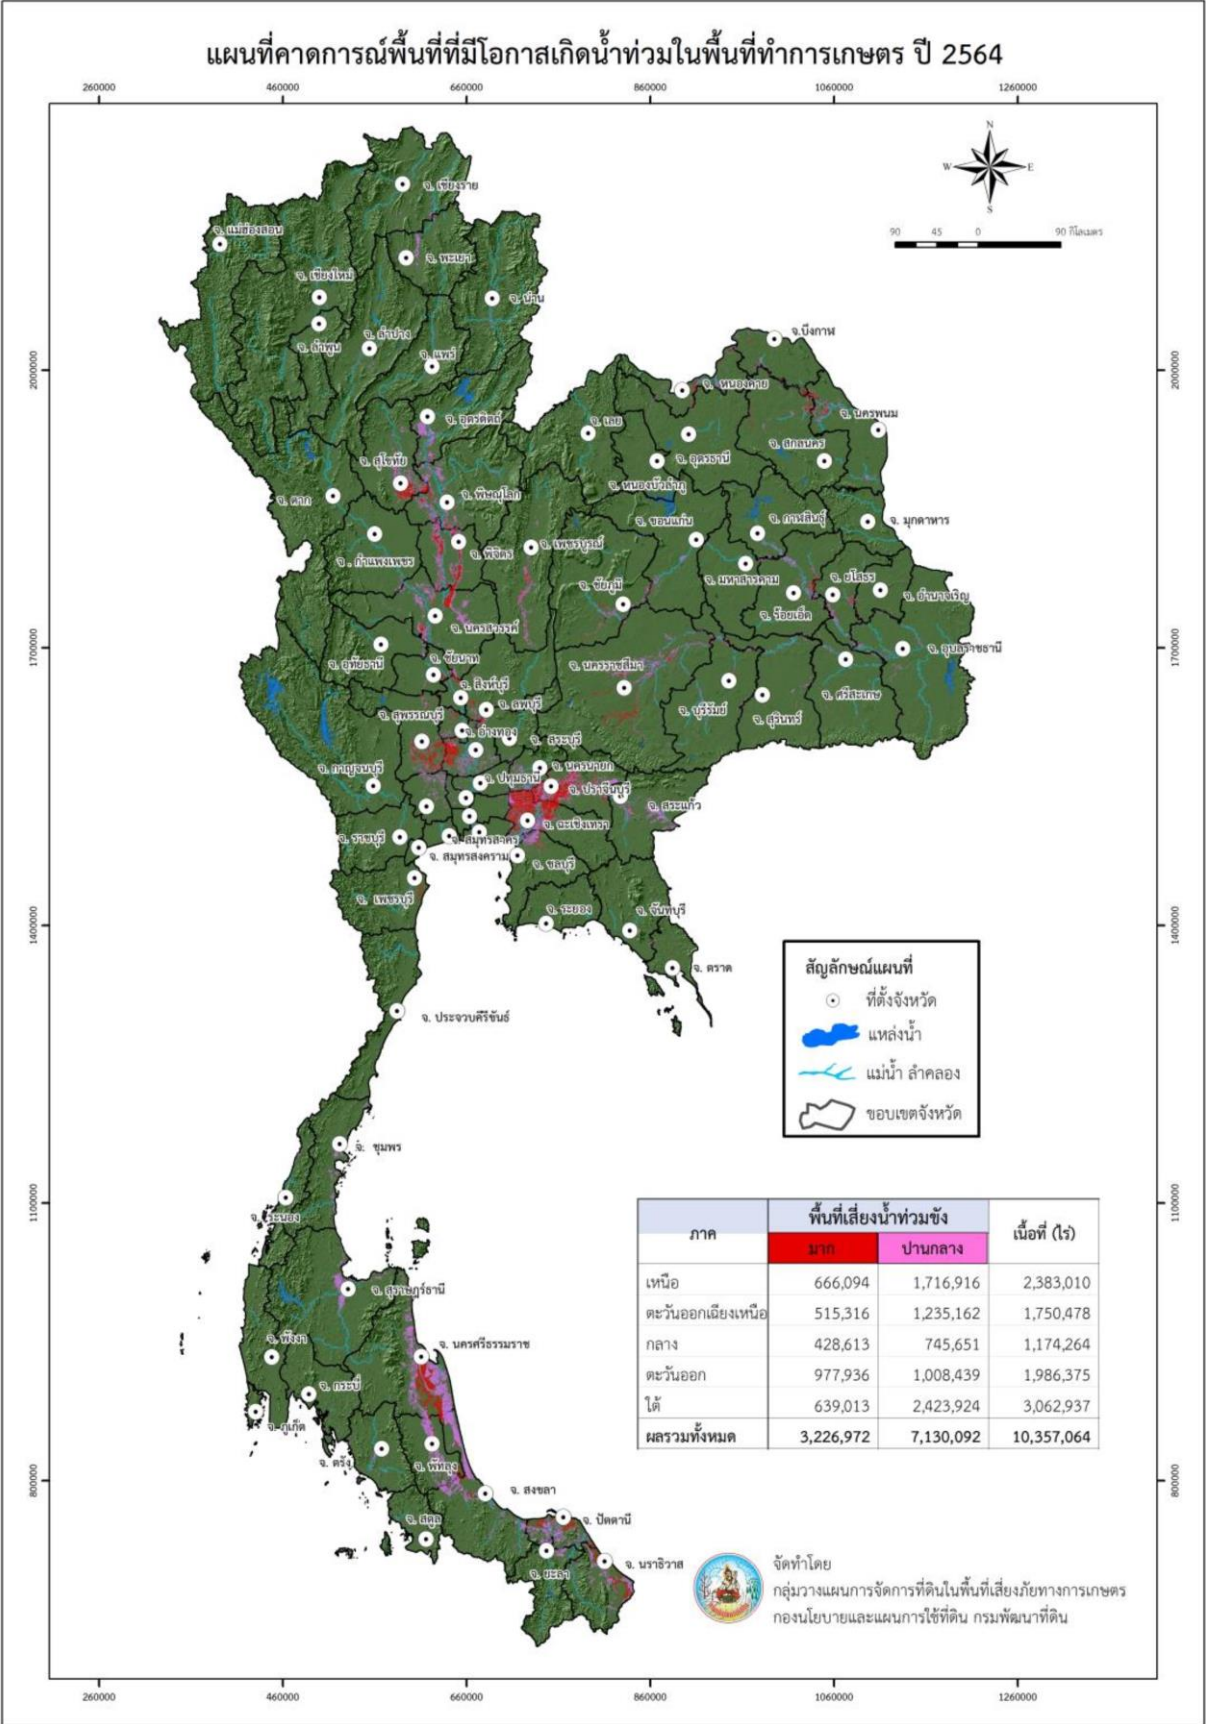 แผนที่คาดการณ์พื้นที่ที่มีโอกาสเกิดน้ำท่วมในพื้นที่ทำการเกษตร ปี 2564
260000 460000 660000 860000 1060000 1260000
N
W E
S
90 45 0 90 กิโลเมตร
จ. เชียงราย
จ. แม่ฮ่องสอน
จ. พะเยา
จ. เชียงใหม่
จ. น่าน
จ. ลำปาง
จ. ลำพูน
จ. แพร่
จ.บึงกาฬ
2000000 2000000
จ. หนองคาย
จ. อุตรดิตถ์
จ. เลย
จ. นครพนม
จ. สกลนคร
จ. อุดรธานี
จ. สุโขทัย
จ. หนองบัวลำภู
จ. ตาก
จ. พิษณุโลก
จ. ขอนแก่น
จ. กาฬสินธุ์
จ. มุกดาหาร
จ. พิจิตร
จ. เพชรบูรณ์
จ . กำแพงเพชร
จ. ชัยภูมิ
จ. มหาสารคาม
จ. ยโสธร
จ. อำนาจเจริญ
จ. ร้อยเอ็ด
จ. นครสวรรค์
1700000 1700000
จ. อุทัยธานี
จ. ชัยนาท
จ. นครราชสีมา
จ. อุบลราชธานี
จ. สิงห์บุรี
จ. ศรีสะเกษ
จ. ลพบุรี
จ. บุรีรัมย์
จ. สุรินทร์
จ. สุพรรณบุรี
จ. อ่างทอง
จ. สระบุรี
จ. กาญจนบุรี
จ. นครนายก
จ. ปทุมธานี
จ. ปราจีนบุรี
จ. สระแก้ว
จ. ฉะเชิงเทรา
จ. ราชบุรี
จ. สมุทรสาคร
จ. สมุทรสงคราม
จ. ชลบุรี
จ. เพชรบุรี
จ. ระยอง
จ. จันทบุรี
1400000 1400000
จ. ตราด
จ. ประจวบคีรีขันธ์
สัญลักษณ์แผนที่
ที่ตั้งจังหวัด
แหล่งน้ำ
แม่น้ำ ลำคลอง
ขอบเขตจังหวัด
จ. ชุมพร
1100000 1100000
จ. ระนอง
จ. สุราษฎร์ธานี
จ. นครศรีธรรมราช
จ. พังงา
จ. กระบี่
จ. ภูเก็ต
จ. ตรัง
จ. พัทลุง
800000 800000
จ. สงขลา
จ. สตูล
จ. ปัตตานี
จ. ยะลา
จ. นราธิวาส
ภาค พื้นที่เสี่ยงน้ำท่วมขัง เนื้อที่ (ไร่)
มาก ปานกลาง
เหนือ 666,094 1,716,916 2,383,010
ตะวันออกเฉียงเหนือ 515,316 1,235,162 1,750,478
กลาง 428,613 745,651 1,174,264
ตะวันออก 977,936 1,008,439 1,986,375
ใต้ 639,013 2,423,924 3,062,937
ผลรวมทั้งหมด 3,226,972 7,130,092 10,357,064
จัดทำโดย
กลุ่มวางแผนการจัดการที่ดินในพื้นที่เสี่ยงภัยทางการเกษตร
กองนโยบายและแผนการใช้ที่ดิน กรมพัฒนาที่ดิน
260000 460000 660000 860000 1060000 1260000